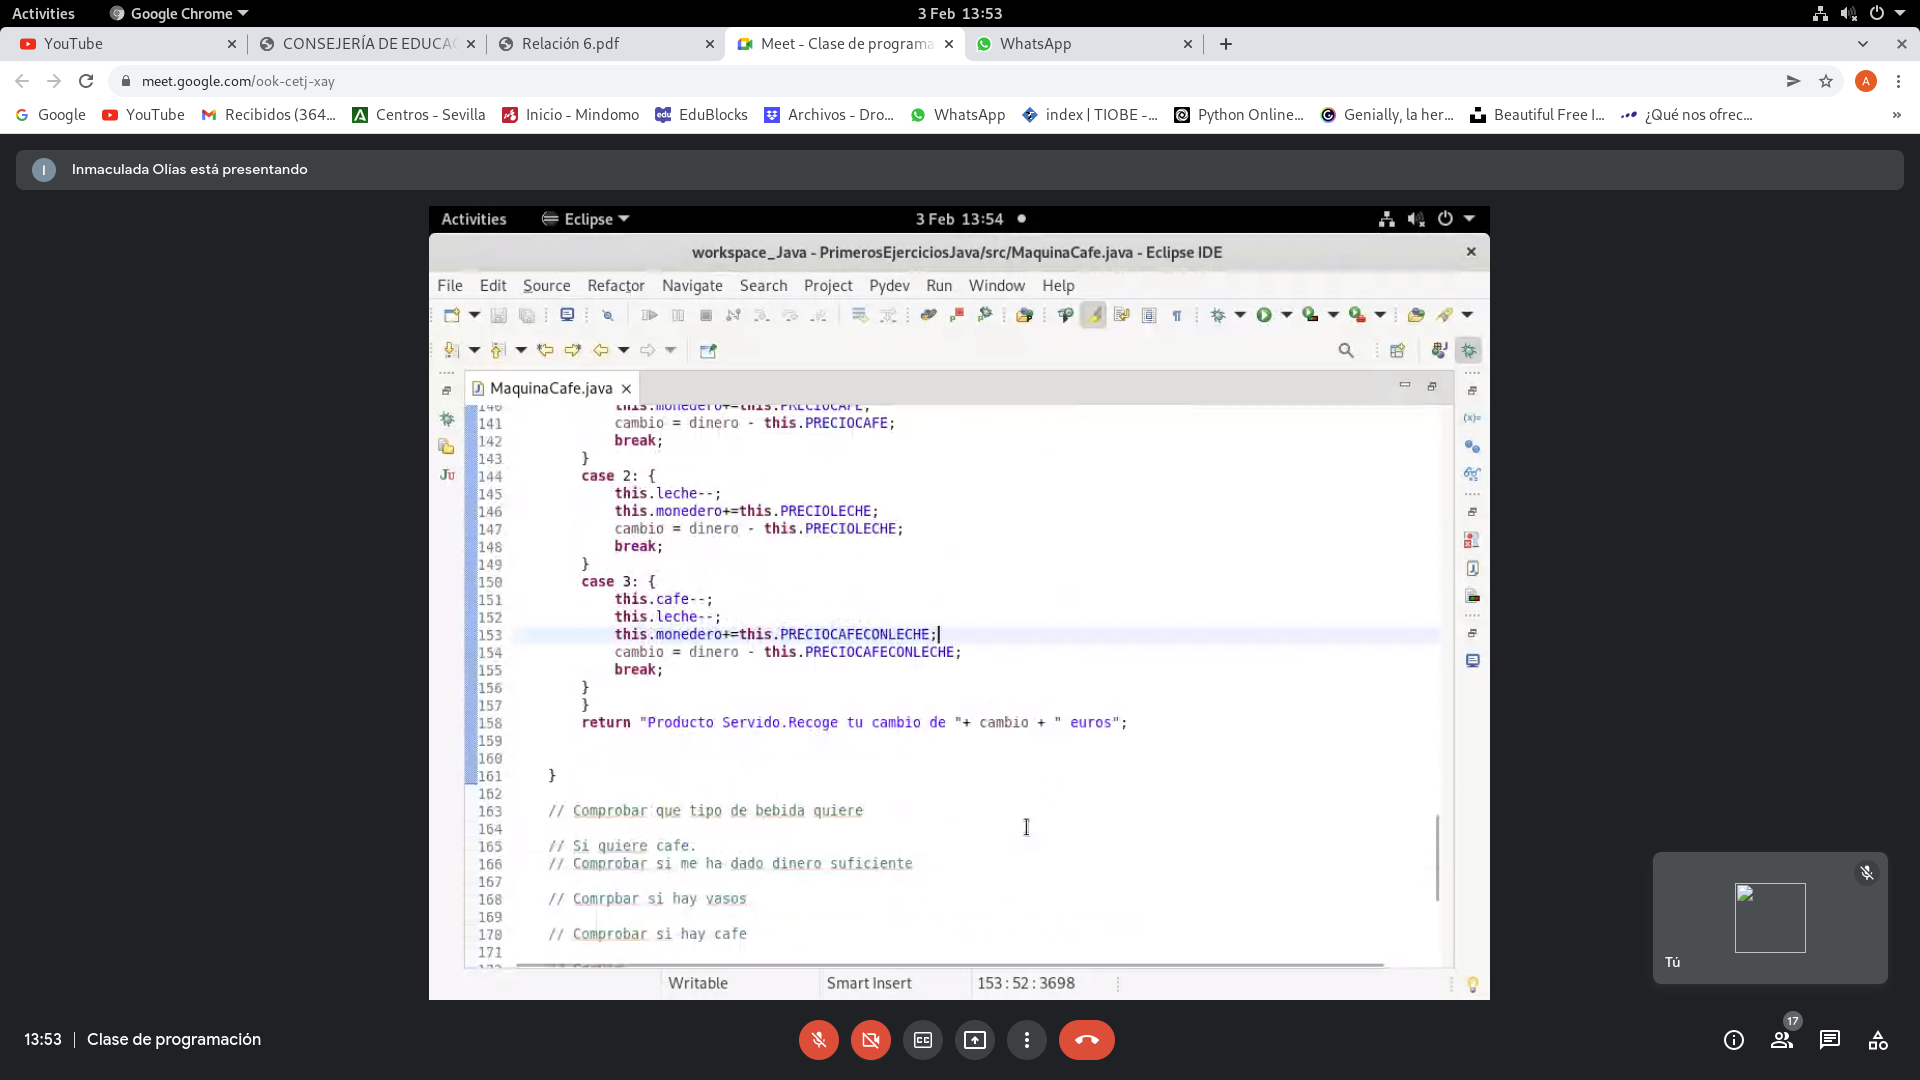 Activities Google Chrome 3 Feb 13:53
YouTube CONSEJERÍA DE EDUCA Relación 6.pdf Meet - Clase de programa WhatsApp
meet.google.com/ook-cetj-xay A
Google YouTube Recibidos (364... Centros - Sevilla Inicio - Mindomo EduBlocks Archivos - Dro... WhatsApp index | TIOBE -... Python Online... Genially, la her... Beautiful Free I... ¿Qué nos ofrec... »
I Inmaculada Olías está presentando
Activities Eclipse 3 Feb 13:54
workspace_Java - PrimerosEjerciciosJava/src/MaquinaCafe.java - Eclipse IDE
File Edit Source Refactor Navigate Search Project Pydev Run Window Help
MaquinaCafe.java
140 this.monedero+=this.PRECIOCAFE;
141 cambio = dinero - this.PRECIOCAFE;
142 break;
143 }
144 case 2: {
145 this.leche--;
146 this.monedero+=this.PRECIOLECHE;
147 cambio = dinero - this.PRECIOLECHE;
148 break;
149 }
150 case 3: {
151 this.cafe--;
152 this.leche--;
153 this.monedero+=this.PRECIOCAFECONLECHE;
154 cambio = dinero - this.PRECIOCAFECONLECHE;
155 break;
156 }
157 }
158 return "Producto Servido.Recoge tu cambio de "+ cambio + " euros";
159
160
161 }
162
163 // Comprobar que tipo de bebida quiere
164
165 // Si quiere cafe.
166 // Comprobar si me ha dado dinero suficiente
167
168 // Comrpbar si hay vasos
169
170 // Comprobar si hay cafe
171
Writable Smart Insert 153 : 52 : 3698
Tú
13:53 | Clase de programación
17